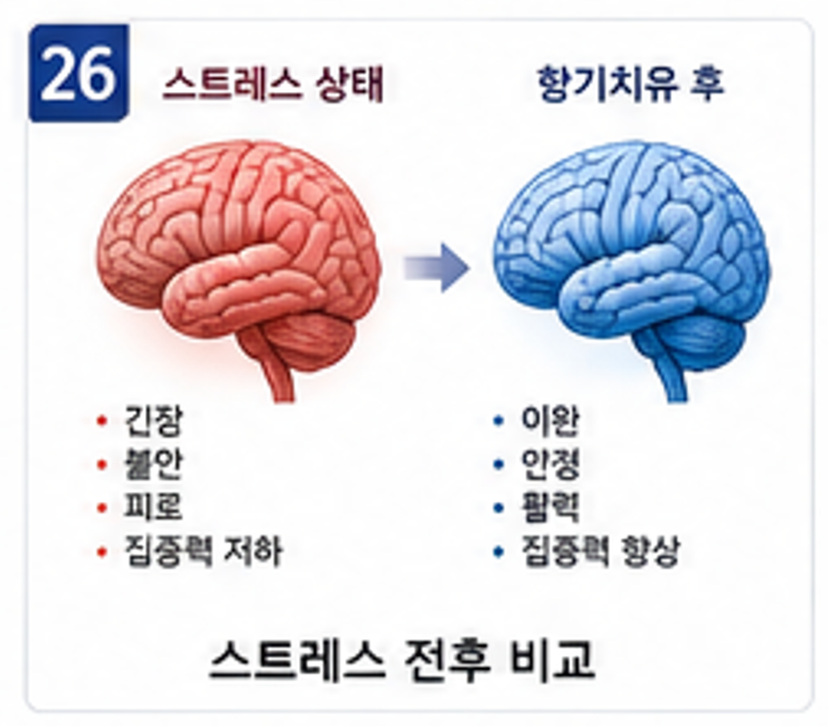 26
스트레스 상태
향기치유 후
• 긴장
• 불안
• 피로
• 집중력 저하
• 이완
• 안정
• 활력
• 집중력 향상
스트레스 전후 비교